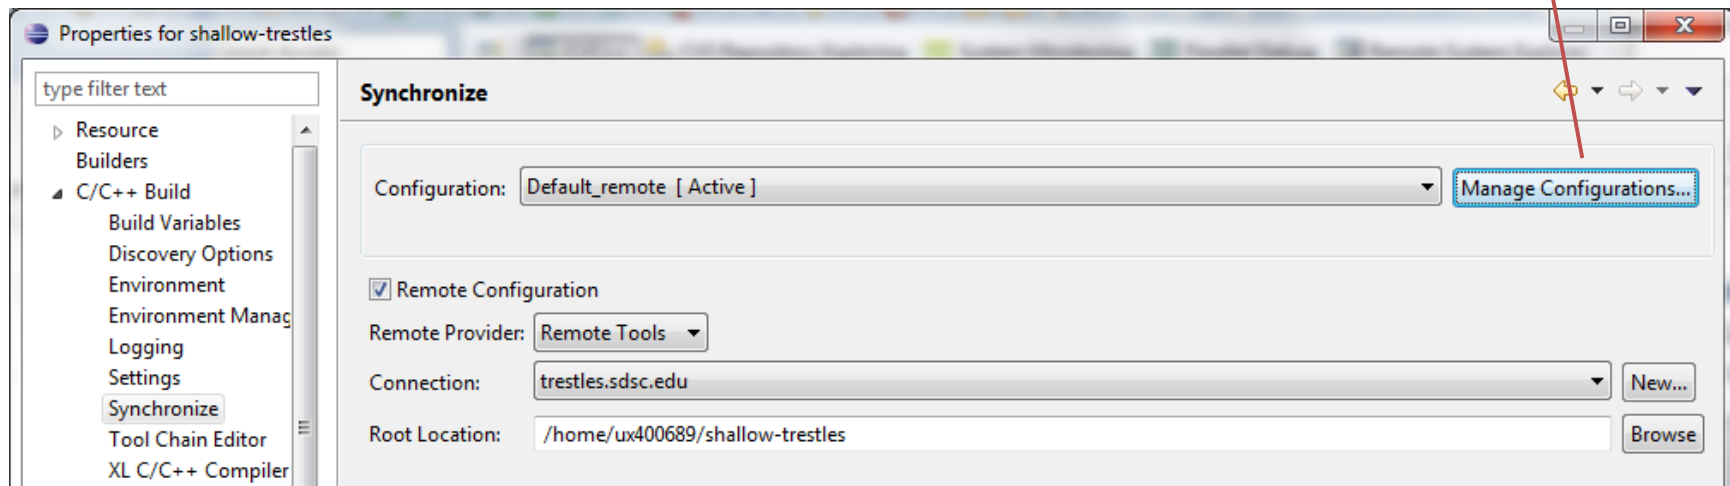 Properties for shallow-trestles
type filter text
Resource
Builders
C/C++ Build
Build Variables
Discovery Options
Environment
Environment Manag
Logging
Settings
Synchronize
Tool Chain Editor
XL C/C++ Compiler
Synchronize
Configuration: Default_remote [ Active ] Manage Configurations...
Remote Configuration
Remote Provider: Remote Tools
Connection: trestles.sdsc.edu New...
Root Location: /home/ux400689/shallow-trestles Browse